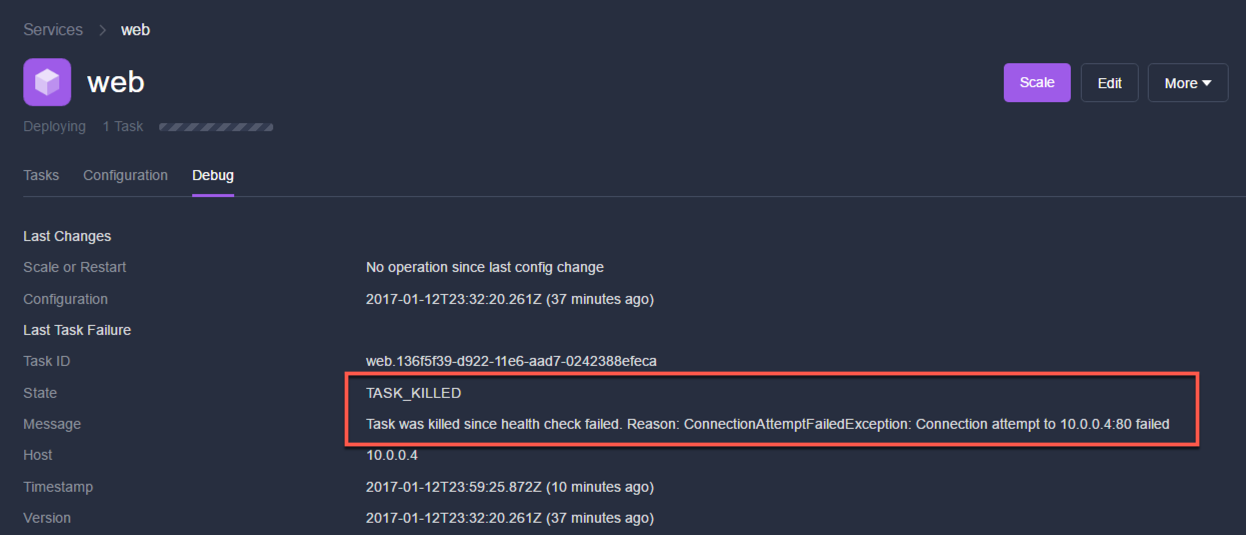 Services > web
web
Scale Edit More
Deploying 1 Task
Tasks Configuration Debug
Last Changes
Scale or Restart No operation since last config change
Configuration 2017-01-12T23:32:20.261Z (37 minutes ago)
Last Task Failure
Task ID web.136f5f39-d922-11e6-aad7-0242388efeca
State TASK_KILLED
Message Task was killed since health check failed. Reason: ConnectionAttemptFailedException: Connection attempt to 10.0.0.4:80 failed
Host 10.0.0.4
Timestamp 2017-01-12T23:59:25.872Z (10 minutes ago)
Version 2017-01-12T23:32:20.261Z (37 minutes ago)